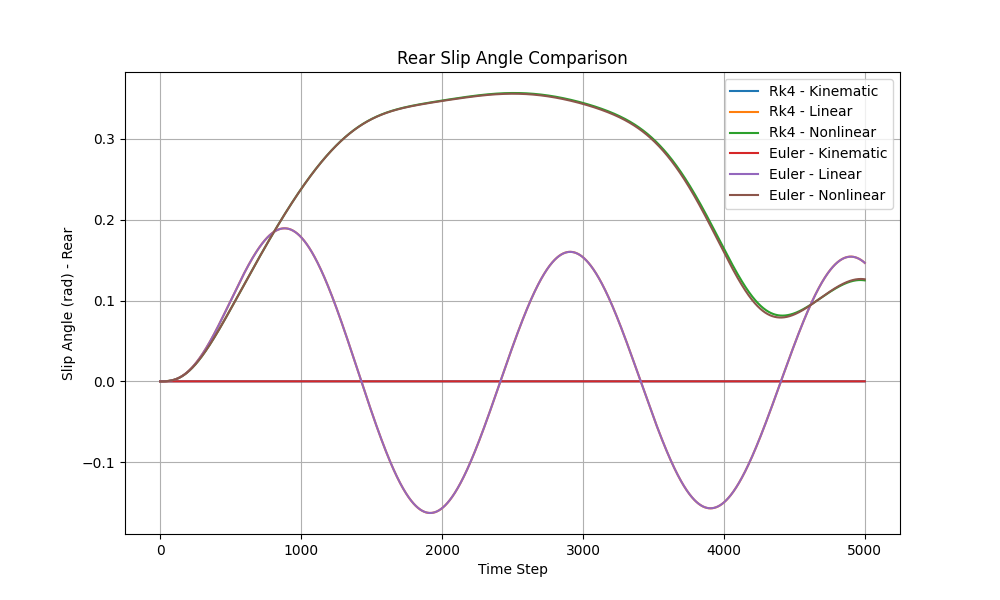 Rear Slip Angle Comparison
Slip Angle (rad) - Rear
0.3
0.2
0.1
0.0
−0.1
Rk4 - Kinematic
Rk4 - Linear
Rk4 - Nonlinear
Euler - Kinematic
Euler - Linear
Euler - Nonlinear
0 1000 2000 3000 4000 5000
Time Step